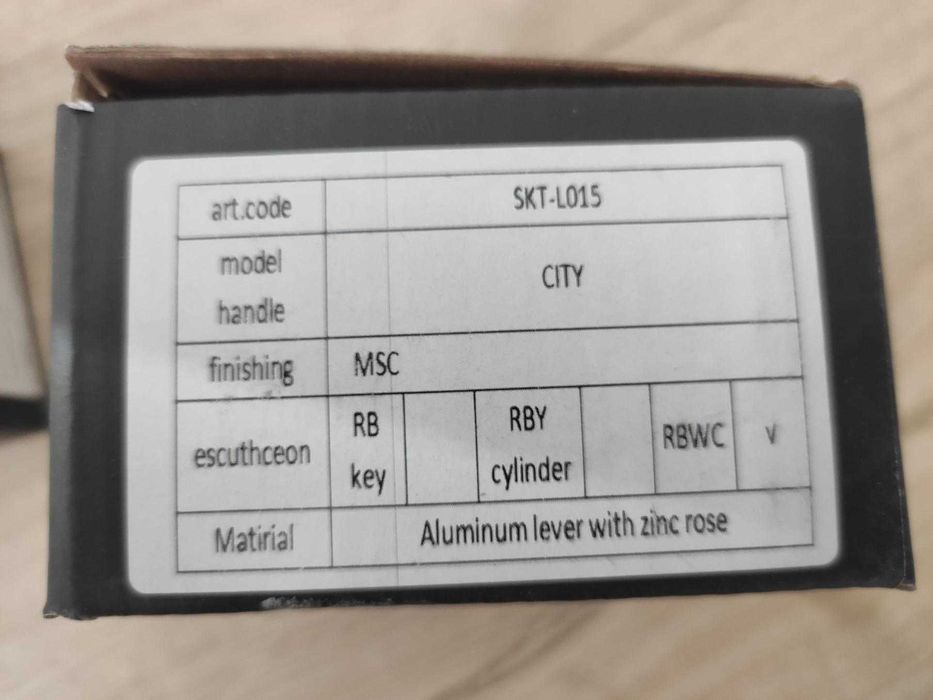 art.code SKT-L015
model handle CITY
finishing MSC
escuthceon RB key RBY cylinder RBWC √
Matirial Aluminum lever with zinc rose